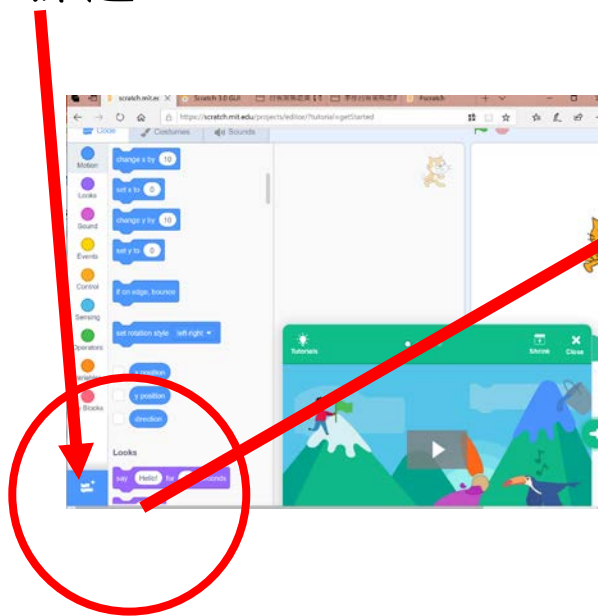 scratch.mit.edu
Scratch 3.0 GUI
https://scratch.mit.edu/projects/editor/?tutorial=getStarted
Code
Costumes
Sounds
Motion
Looks
Sound
Events
Control
Sensing
Operators
Variables
Blocks
change x by 10
set x to 0
change y by 10
set y to 0
if on edge, bounce
set rotation style left-right
x position
y position
direction
Looks
say Hello! for seconds
Tutorials
Shrink
Close